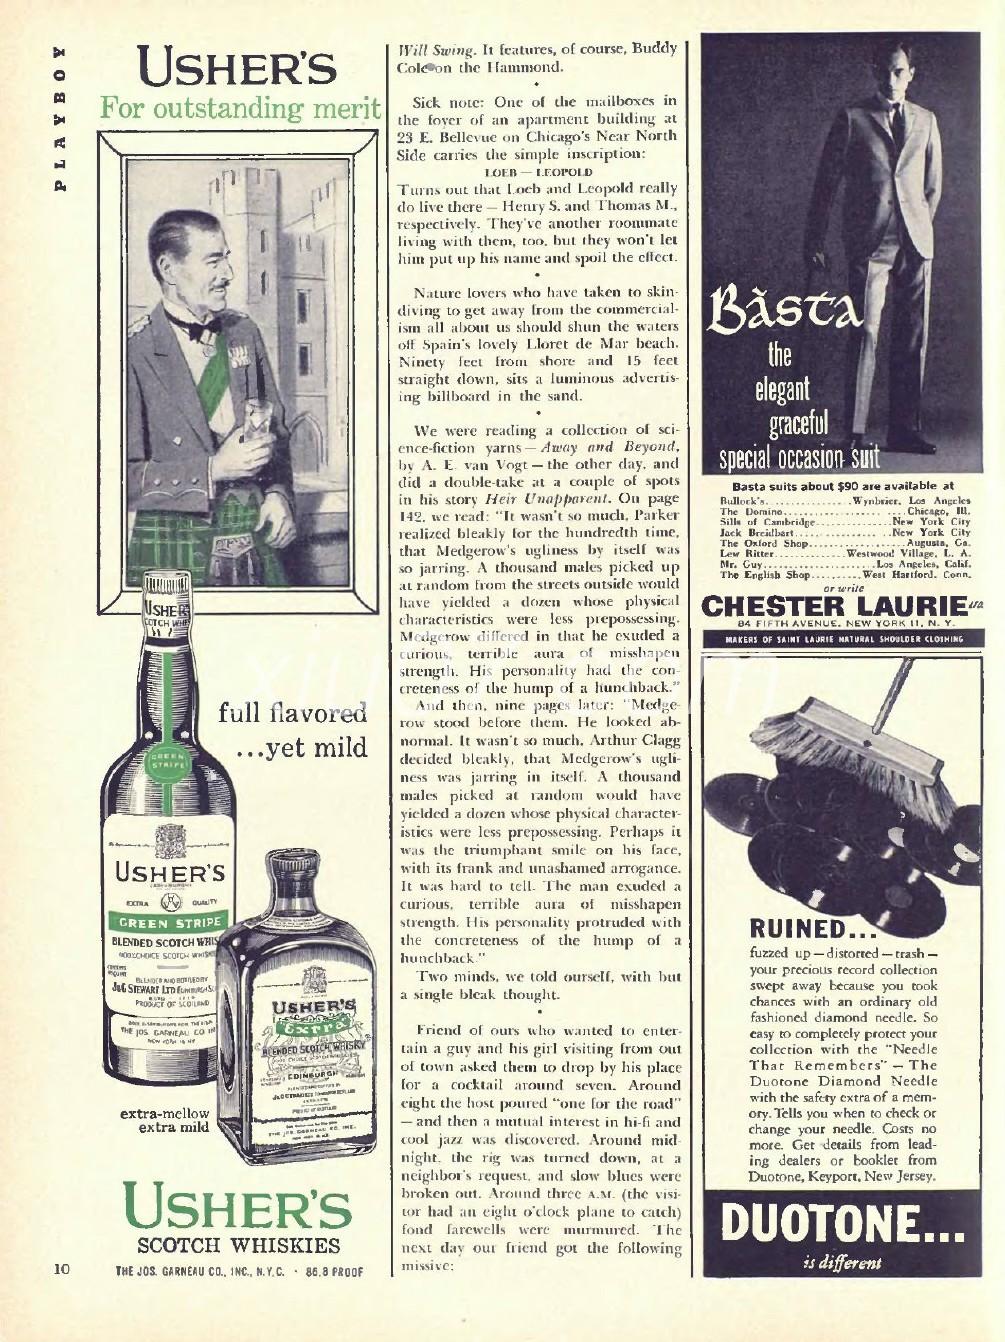 PLAYBOY
USHER'S
For outstanding merit
USHER'S
full flavored
...yet mild
GREEN
STRIPE
USHER'S
EXTRA QUALITY
GREEN STRIPE
BLENDED SCOTCH WHIS
J&G STEWART LTD EDINBURGH
PRODUCT OF SCOTLAND
THE JOS. GARNEAU CO IN
NEW YORK N.Y.
USHER'S
Extra
BLENDED SCOTCH WHISKY
EDINBURGH
THE JOS. GARNEAU CO. INC.
extra-mellow
extra mild
USHER'S
SCOTCH WHISKIES
10
THE JOS. GARNEAU CO., INC., N.Y.C. · 86.8 PROOF
Will Swing. It features, of course, Buddy
Cole on the Hammond.
•
Sick note: One of the mailboxes in
the foyer of an apartment building at
23 E. Bellevue on Chicago's Near North
Side carries the simple inscription:
LOEB — LEOPOLD
Turns out that Loeb and Leopold really
do live there — Henry S. and Thomas M.,
respectively. They've another roommate
living with them, too, but they won't let
him put up his name and spoil the effect.
•
Nature lovers who have taken to skin-
diving to get away from the commercial-
ism all about us should shun the waters
off Spain's lovely Lloret de Mar beach.
Ninety feet from shore and 15 feet
straight down, sits a luminous advertis-
ing billboard in the sand.
•
We were reading a collection of sci-
ence-fiction yarns — Away and Beyond,
by A. E. van Vogt — the other day, and
did a double-take at a couple of spots
in his story Heir Unapparent. On page
142, we read: "It wasn't so much, Parker
realized bleakly for the hundredth time,
that Medgerow's ugliness by itself was
so jarring. A thousand males picked up
at random from the streets outside would
have yielded a dozen whose physical
characteristics were less prepossessing.
Medgerow differed in that he exuded a
curious, terrible aura of misshapen
strength. His personality had the con-
creteness of the hump of a hunchback."
And then, nine pages later: "Medge-
row stood before them. He looked ab-
normal. It wasn't so much, Arthur Clagg
decided bleakly, that Medgerow's ugli-
ness was jarring in itself. A thousand
males picked at random would have
yielded a dozen whose physical character-
istics were less prepossessing. Perhaps it
was the triumphant smile on his face,
with its frank and unashamed arrogance.
It was hard to tell. The man exuded a
curious, terrible aura of misshapen
strength. His personality protruded with
the concreteness of the hump of a
hunchback."
Two minds, we told ourself, with but
a single bleak thought.
•
Friend of ours who wanted to enter-
tain a guy and his girl visiting from out
of town asked them to drop by his place
for a cocktail around seven. Around
eight the host poured "one for the road"
— and then a mutual interest in hi-fi and
cool jazz was discovered. Around mid-
night, the rig was turned down, at a
neighbor's request, and slow blues were
broken out. Around three A.M. (the visi-
tor had an eight o'clock plane to catch)
fond farewells were murmured. The
next day our friend got the following
missive:
Băsta
the
elegant
graceful
special occasion suit
Basta suits about $90 are available at
Bullock's..............Wynbrier, Los Angeles
The Domino....................Chicago, Ill.
Sills of Cambridge............New York City
Jack Breidbart................New York City
The Oxford Shop................Augusta, Ga.
Lew Ritter............Westwood Village, L. A.
Mr. Guy...................Los Angeles, Calif.
The English Shop..........West Hartford, Conn.
or write
CHESTER LAURIE ltd
84 FIFTH AVENUE, NEW YORK 11, N. Y.
MAKERS OF SAINT LAURIE NATURAL SHOULDER CLOTHING
RUINED...
fuzzed up — distorted — trash —
your precious record collection
swept away because you took
chances with an ordinary old
fashioned diamond needle. So
easy to completely protect your
collection with the "Needle
That Remembers" — The
Duotone Diamond Needle
with the safety extra of mem-
ory. Tells you when to check or
change your needle. Costs no
more. Get details from lead-
ing dealers or booklet from
Duotone, Keyport, New Jersey.
DUOTONE...
is different